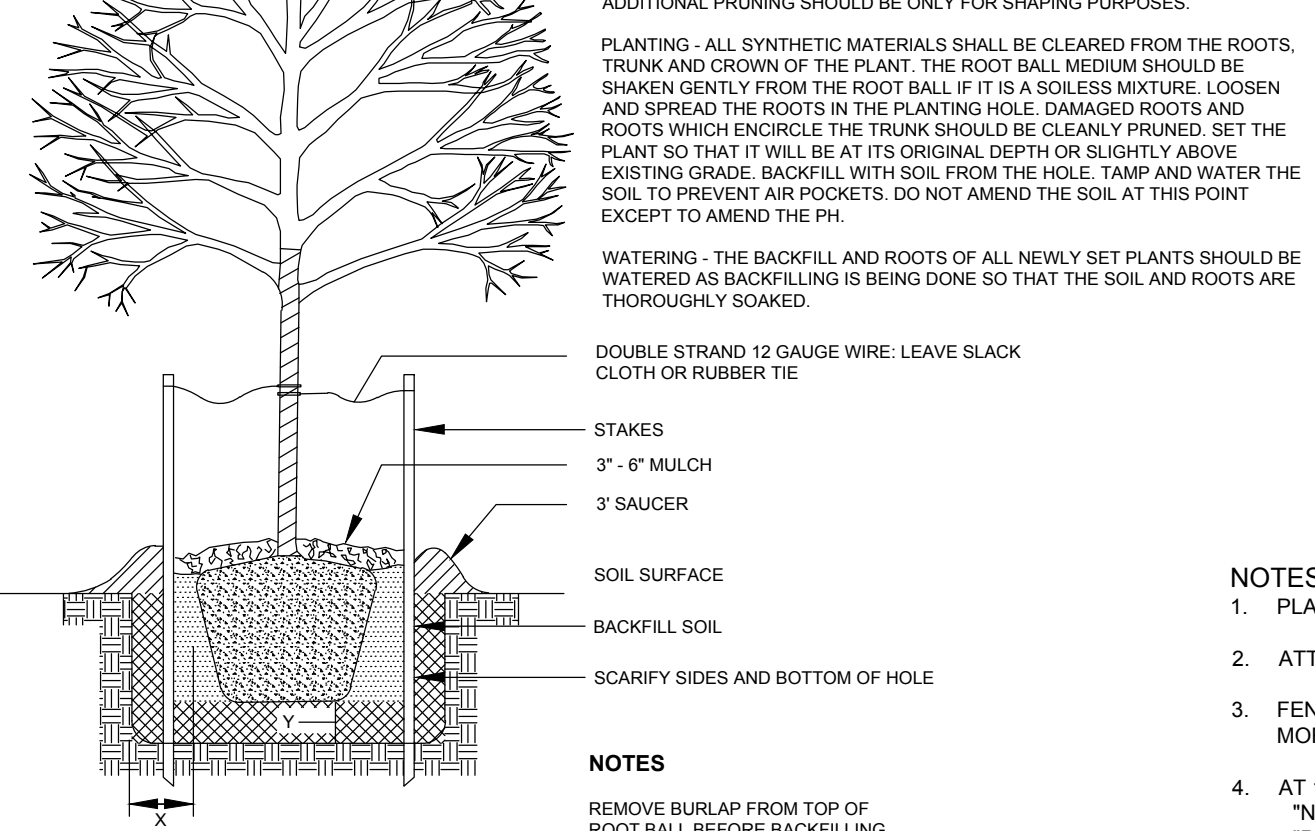 ADDITIONAL PRUNING SHOULD BE ONLY FOR SHAPING PURPOSES.
PLANTING - ALL SYNTHETIC MATERIALS SHALL BE CLEARED FROM THE ROOTS,
TRUNK AND CROWN OF THE PLANT. THE ROOT BALL MEDIUM SHOULD BE
SHAKEN GENTLY FROM THE ROOT BALL IF IT IS A SOILESS MIXTURE. LOOSEN
AND SPREAD THE ROOTS IN THE PLANTING HOLE. DAMAGED ROOTS AND
ROOTS WHICH ENCIRCLE THE TRUNK SHOULD BE CLEANLY PRUNED. SET THE
PLANT SO THAT IT WILL BE AT ITS ORIGINAL DEPTH OR SLIGHTLY ABOVE
EXISTING GRADE. BACKFILL WITH SOIL FROM THE HOLE. TAMP AND WATER THE
SOIL TO PREVENT AIR POCKETS. DO NOT AMEND THE SOIL AT THIS POINT
EXCEPT TO AMEND THE PH.
WATERING - THE BACKFILL AND ROOTS OF ALL NEWLY SET PLANTS SHOULD BE
WATERED AS BACKFILLING IS BEING DONE SO THAT THE SOIL AND ROOTS ARE
THOROUGHLY SOAKED.
DOUBLE STRAND 12 GAUGE WIRE: LEAVE SLACK
CLOTH OR RUBBER TIE
STAKES
3" - 6" MULCH
3' SAUCER
SOIL SURFACE
BACKFILL SOIL
SCARIFY SIDES AND BOTTOM OF HOLE
Y
X
NOTES
REMOVE BURLAP FROM TOP OF
ROOT BALL BEFORE BACKFILLING
NOTES
1. PLA
2. ATT
3. FEN
MO
4. AT
"N